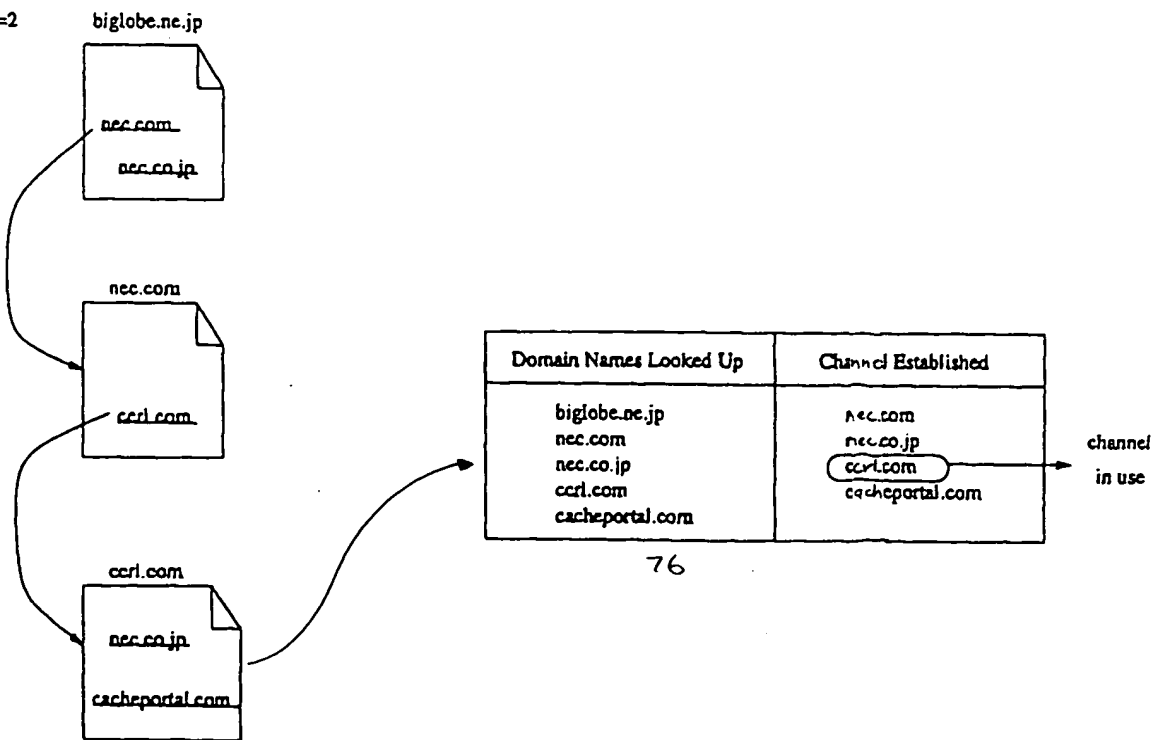 =2
biglobe.ne.jp
nec.com
nec.co.jp
nec.com
ccrl.com
ccrl.com
nec.co.jp
cacheportal.com
Domain Names Looked Up
Channel Established
biglobe.ne.jp
nec.com
nec.co.jp
ccrl.com
cacheportal.com
nec.com
nec.co.jp
ccrl.com
cacheportal.com
channel
in use
76